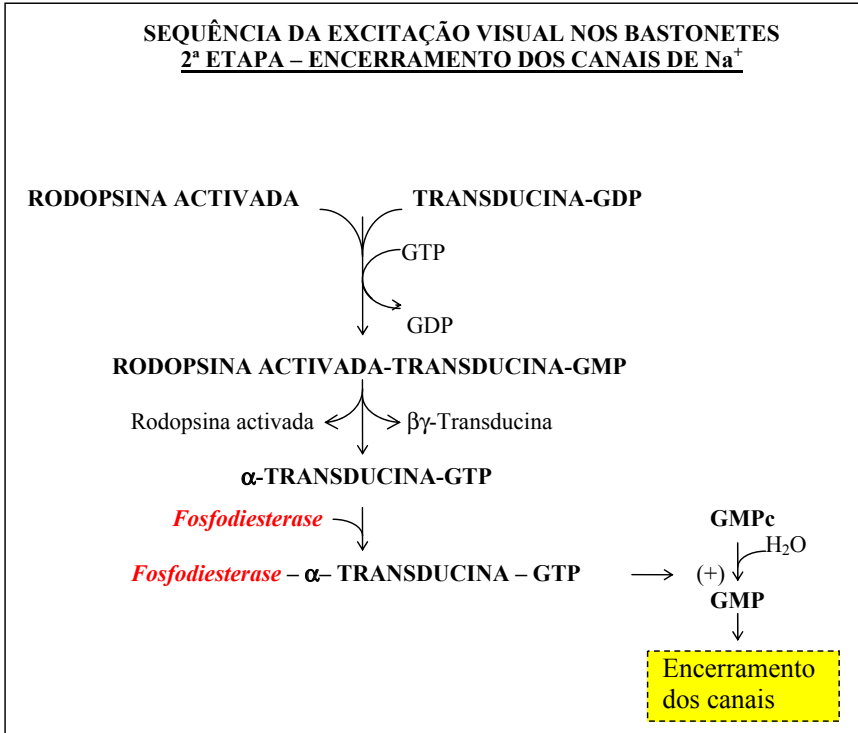 SEQUÊNCIA DA EXCITAÇÃO VISUAL NOS BASTONETES
2ª ETAPA – ENCERRAMENTO DOS CANAIS DE Na⁺
RODOPSINA ACTIVADA
TRANSDUCINA-GDP
GTP
GDP
RODOPSINA ACTIVADA-TRANSDUCINA-GMP
Rodopsina activada
βγ-Transducina
α-TRANSDUCINA-GTP
Fosfodiesterase
GMPc
H₂O
Fosfodiesterase – α– TRANSDUCINA – GTP
(+)
GMP
Encerramento
dos canais